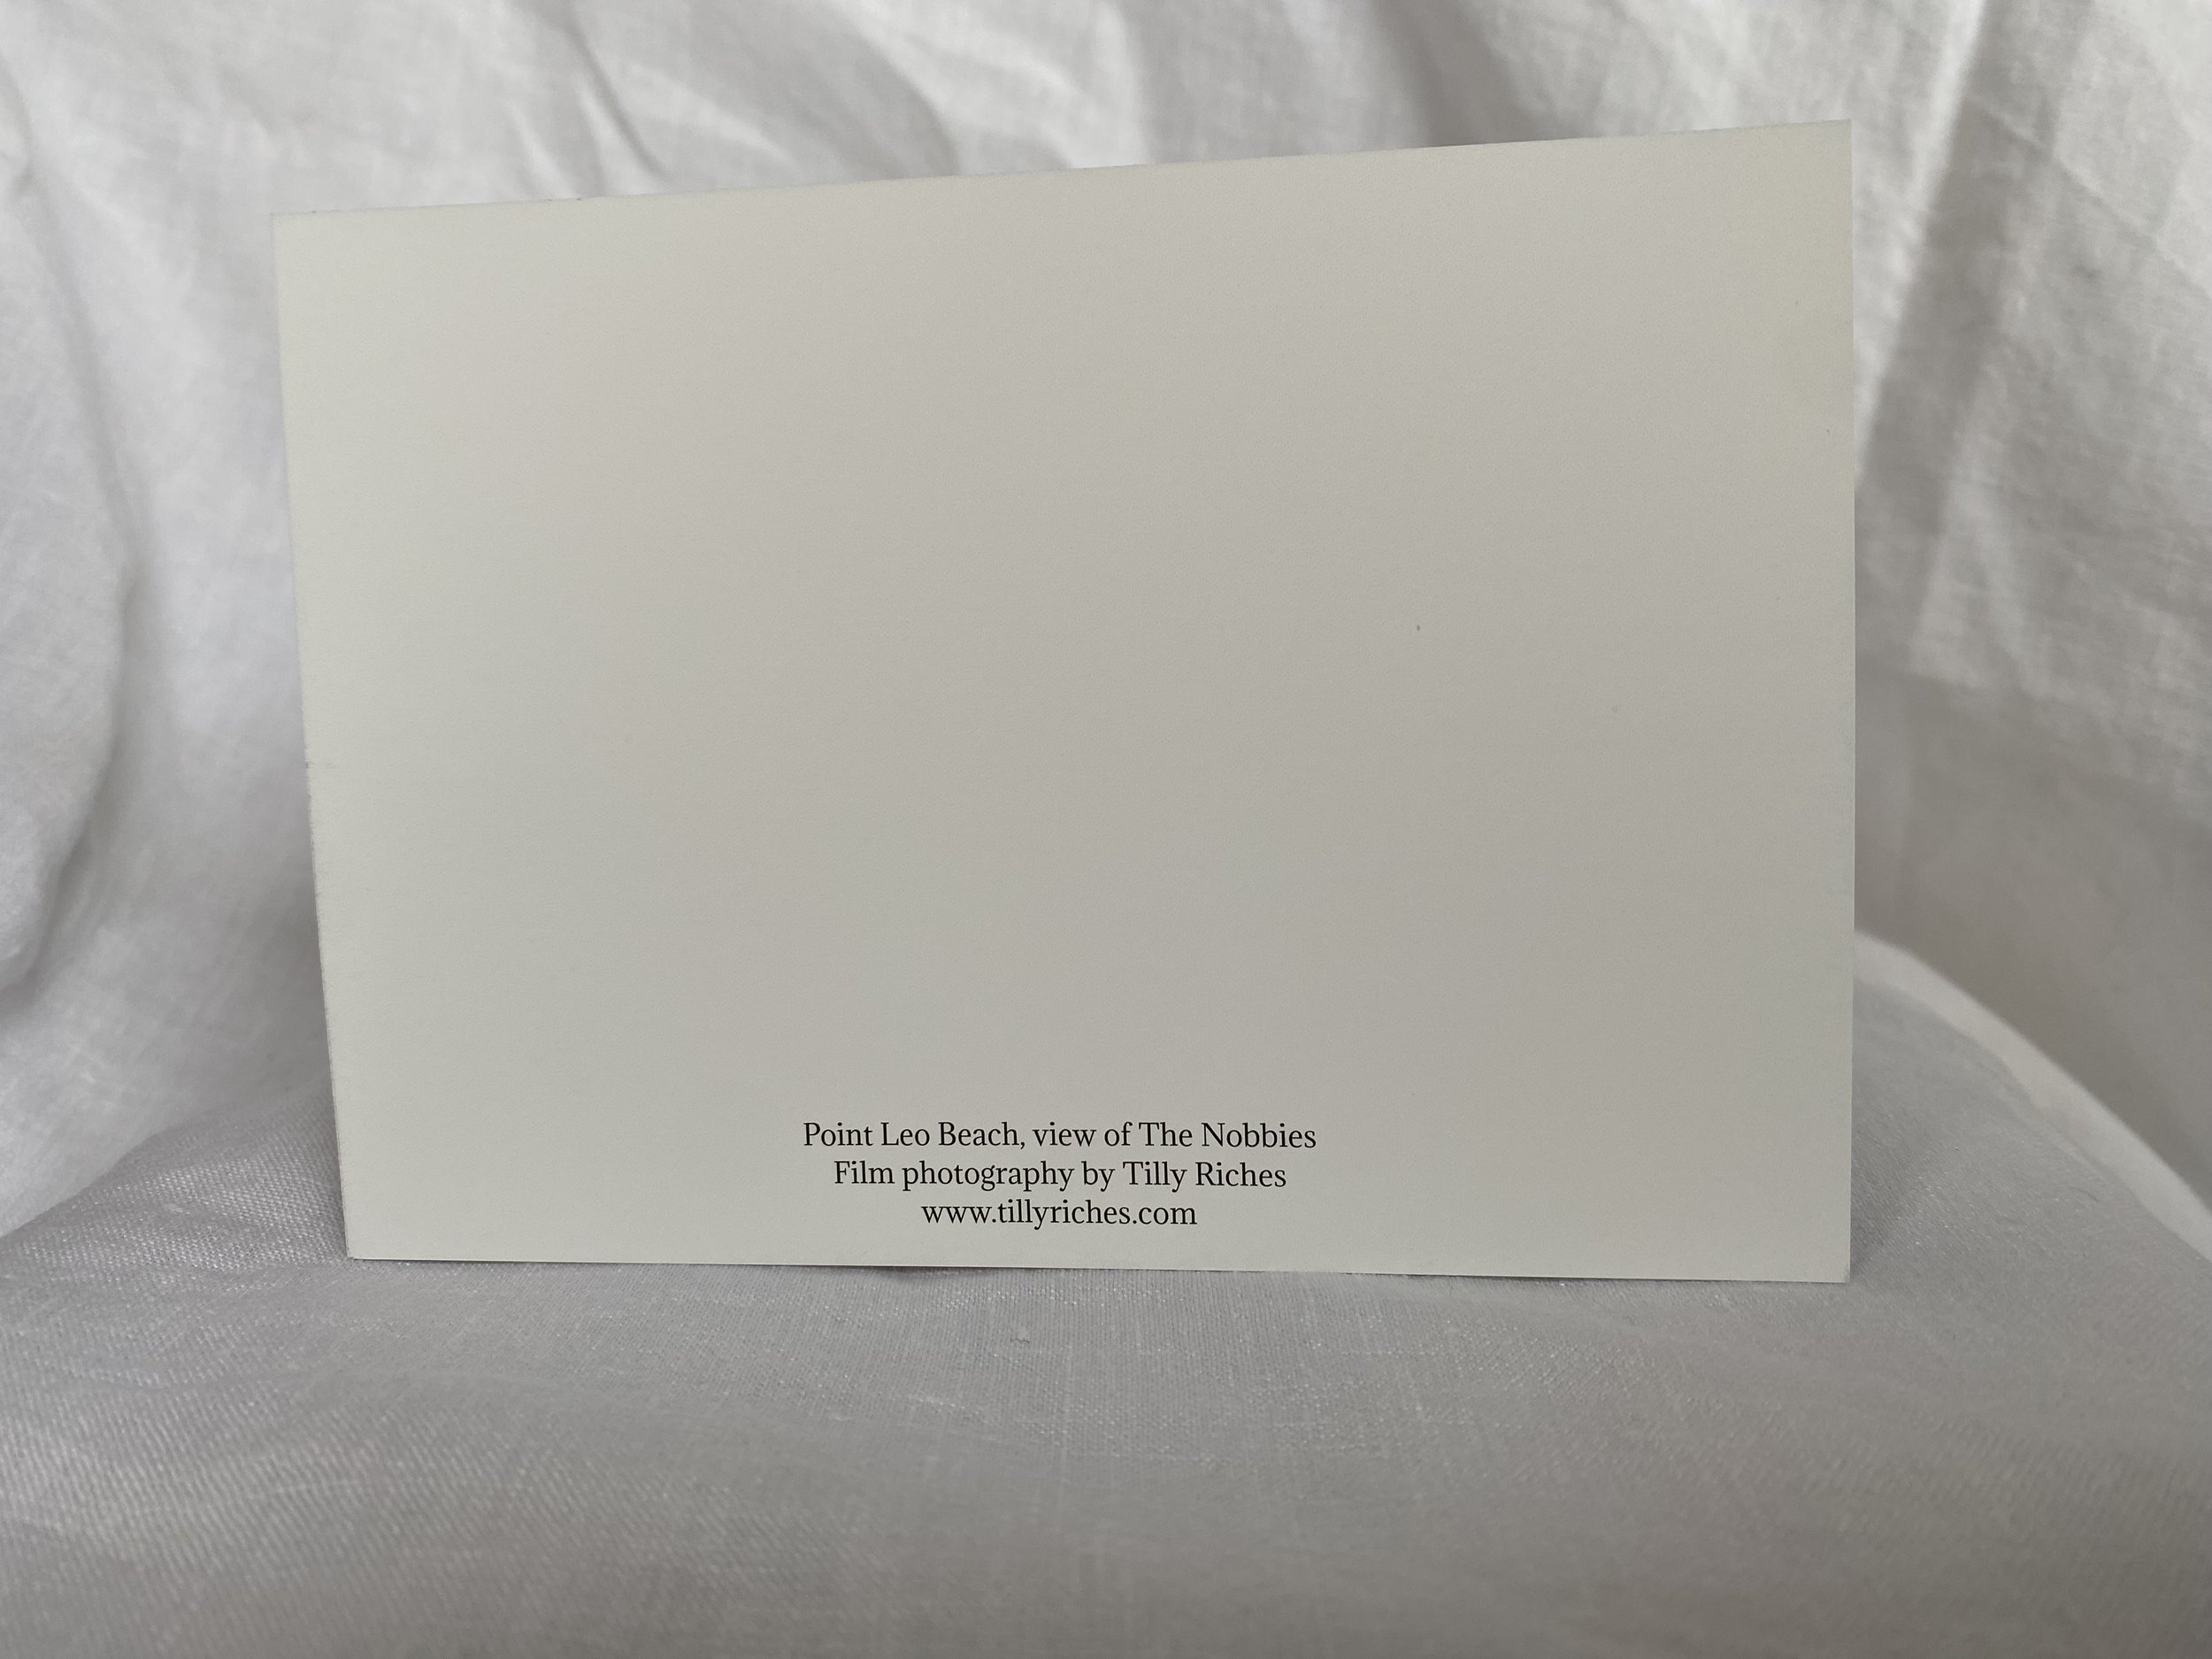 Point Leo Beach, view of The Nobbies
Film photography by Tilly Riches
www.tillyriches.com